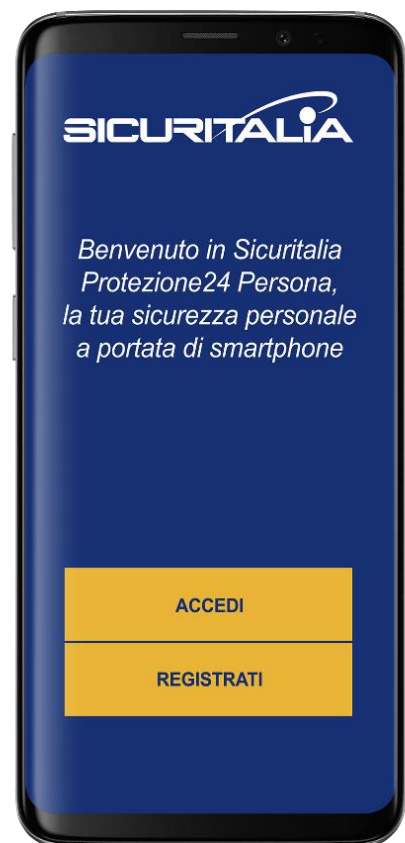 SICURITALIA
Benvenuto in Sicuritalia
Protezione24 Persona,
la tua sicurezza personale
a portata di smartphone
ACCEDI
REGISTRATI